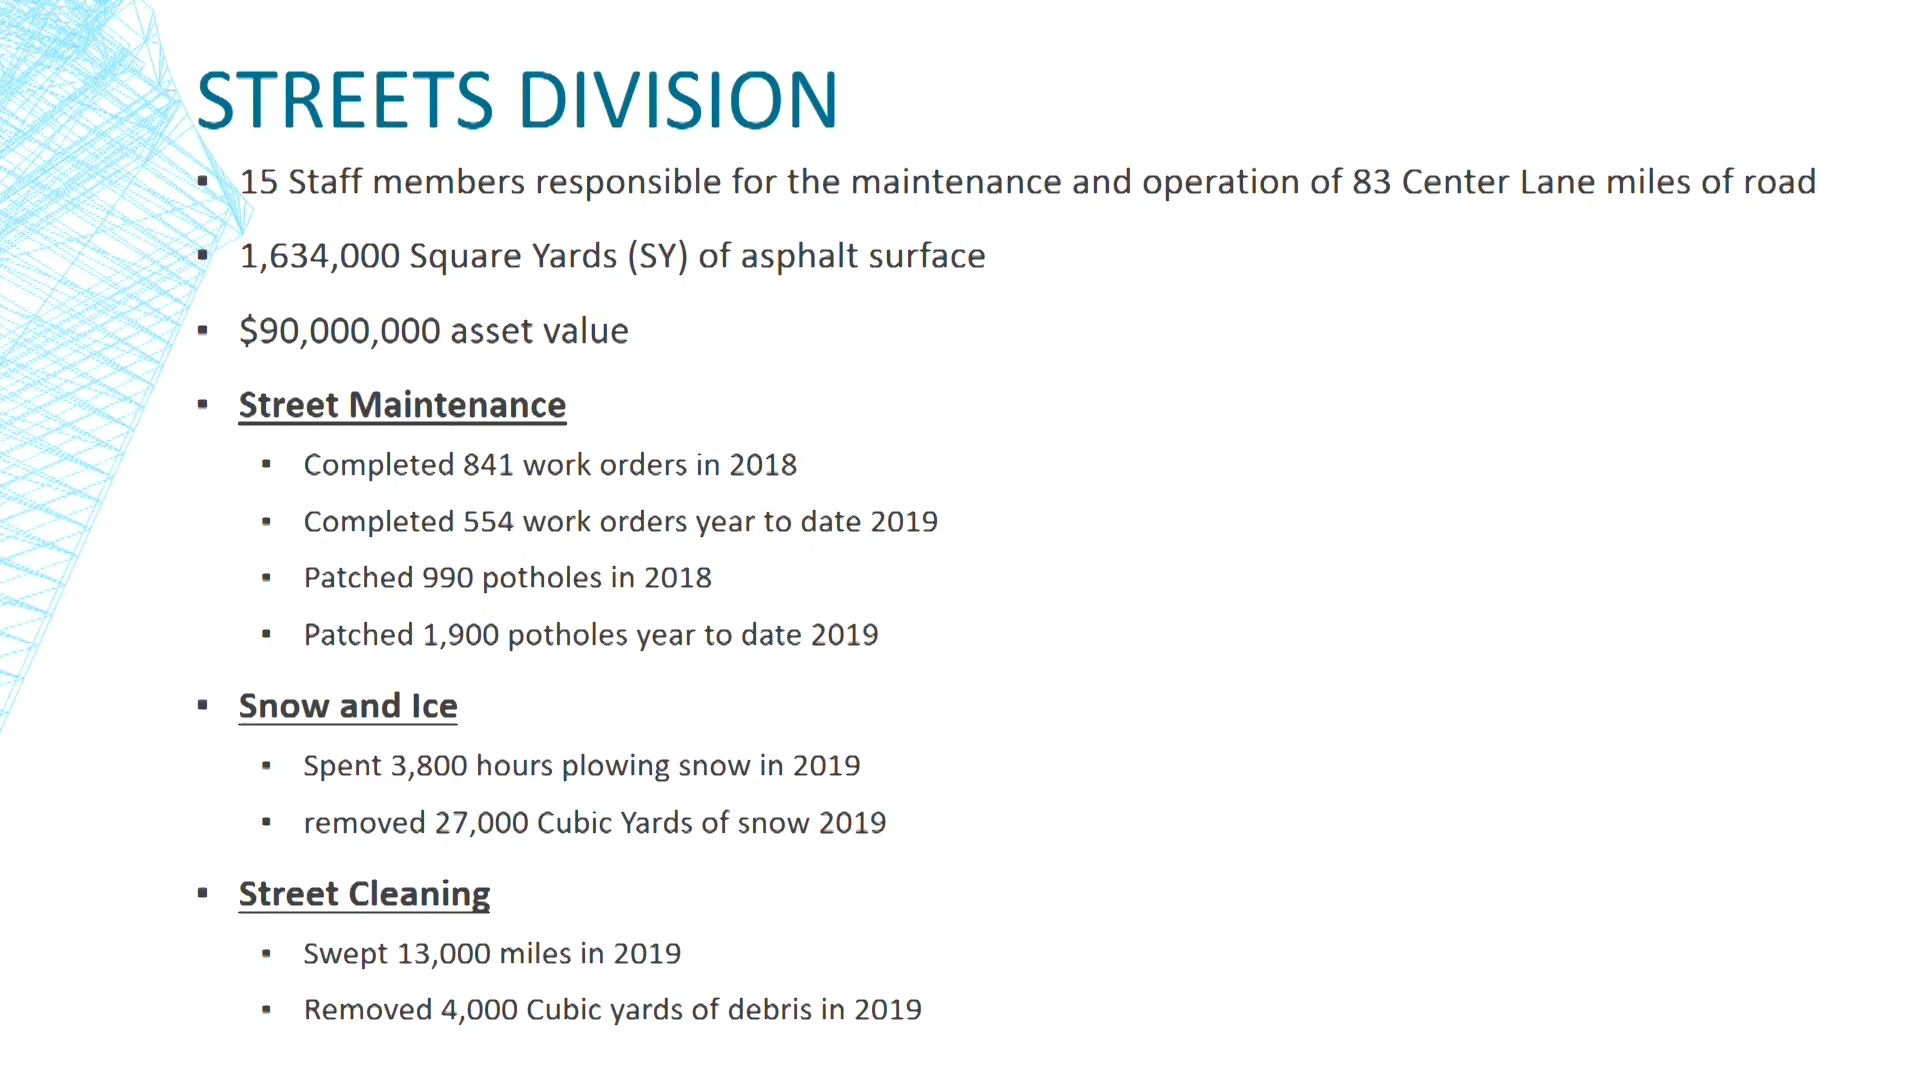 STREETS DIVISION
▪ 15 Staff members responsible for the maintenance and operation of 83 Center Lane miles of road
▪ 1,634,000 Square Yards (SY) of asphalt surface
▪ $90,000,000 asset value
▪ Street Maintenance
▪ Completed 841 work orders in 2018
▪ Completed 554 work orders year to date 2019
▪ Patched 990 potholes in 2018
▪ Patched 1,900 potholes year to date 2019
▪ Snow and Ice
▪ Spent 3,800 hours plowing snow in 2019
▪ removed 27,000 Cubic Yards of snow 2019
▪ Street Cleaning
▪ Swept 13,000 miles in 2019
▪ Removed 4,000 Cubic yards of debris in 2019